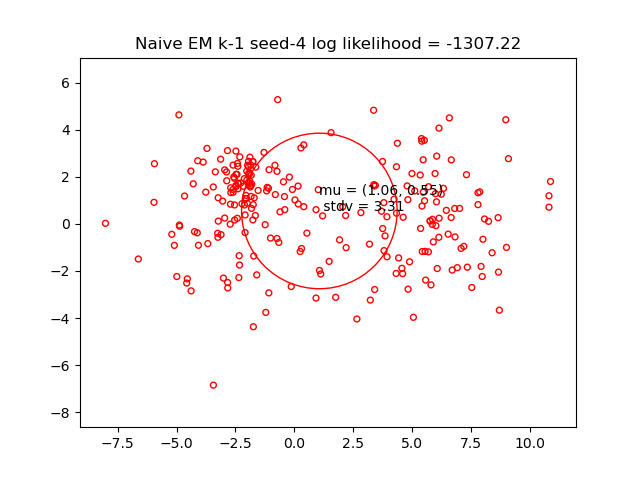 Naive EM k-1 seed-4 log likelihood = -1307.22
6
4
2
0
−2
−4
−6
−8
mu = (1.06, 0.55)
stdv = 3.31
−7.5 −5.0 −2.5 0.0 2.5 5.0 7.5 10.0